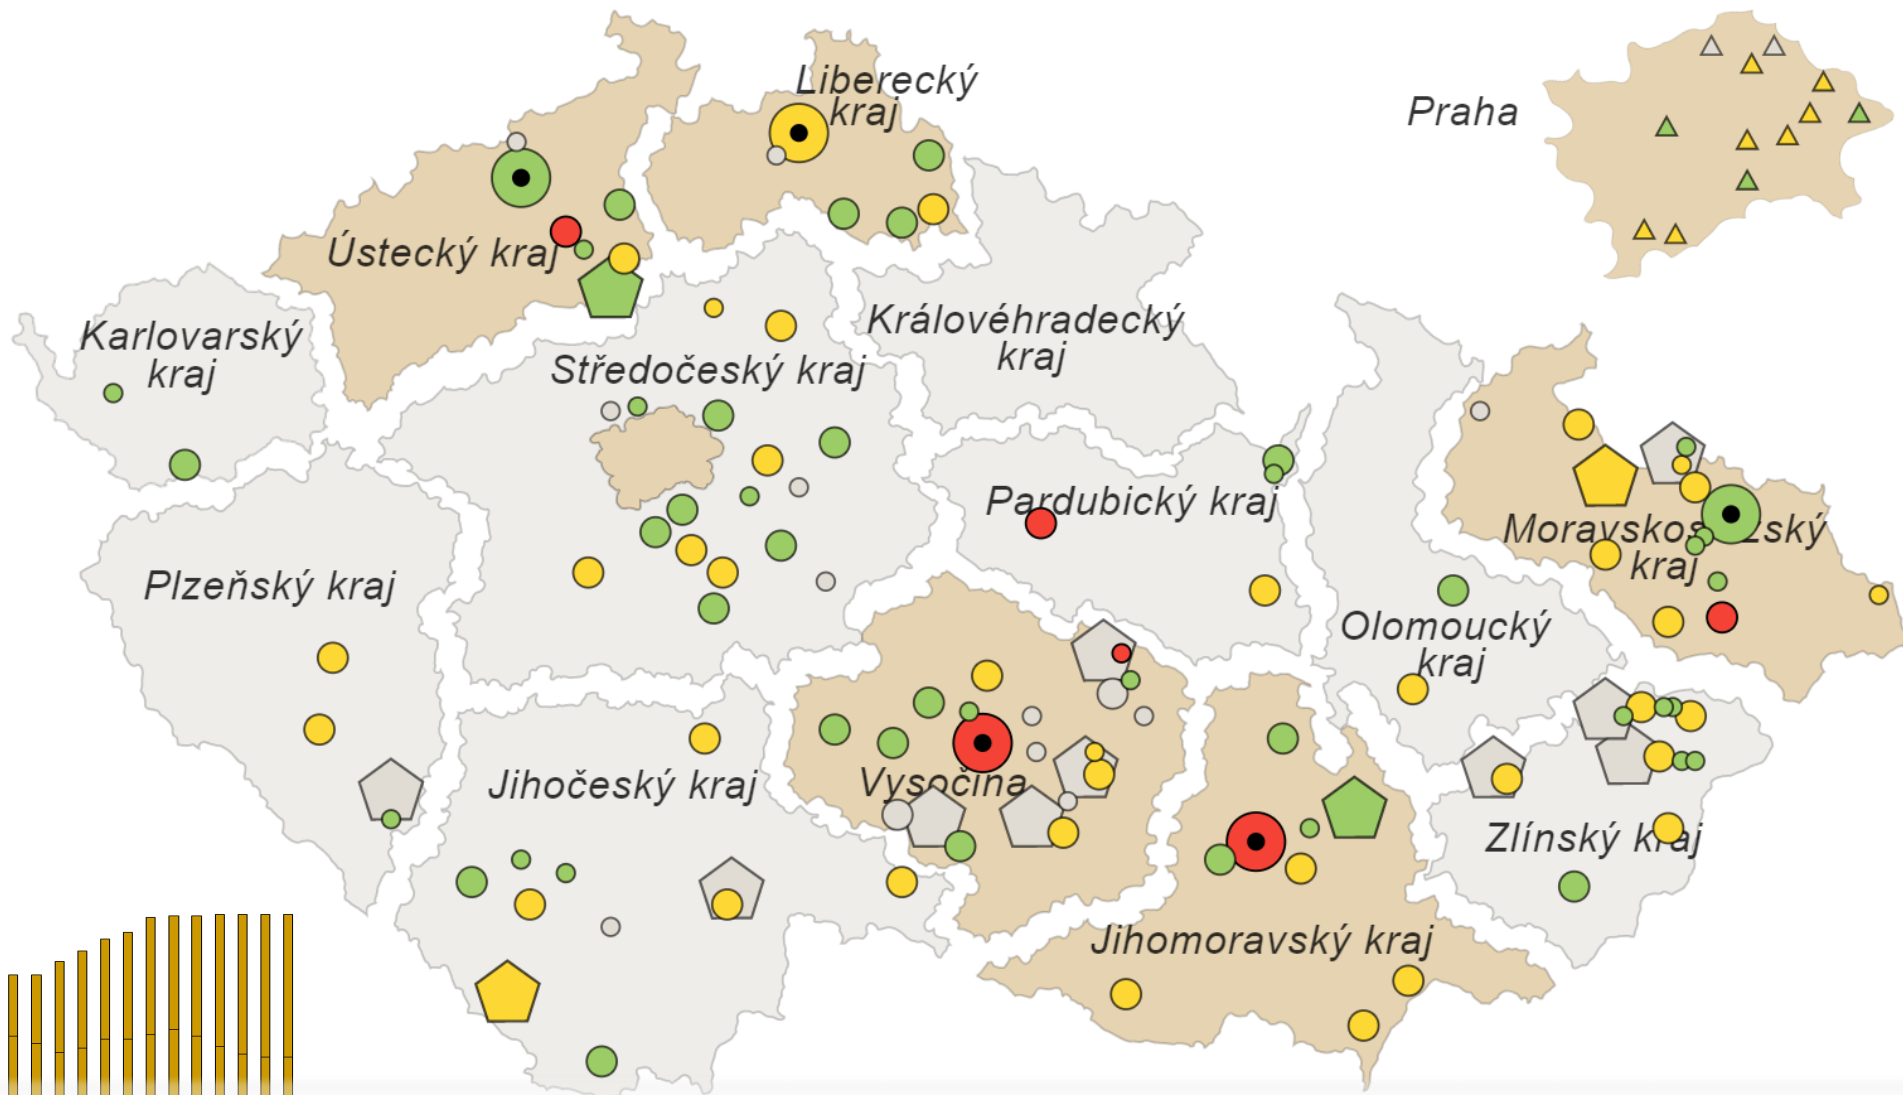 Liberecký
kraj
Praha
Ústecký kraj
Karlovarský
kraj
Středočeský kraj
Královéhradecký
kraj
Pardubický kraj
Plzeňský kraj
kraj
Olomoucký
kraj
Jihočeský kraj
Vysočina
Zlínský kraj
Jihomoravský kraj